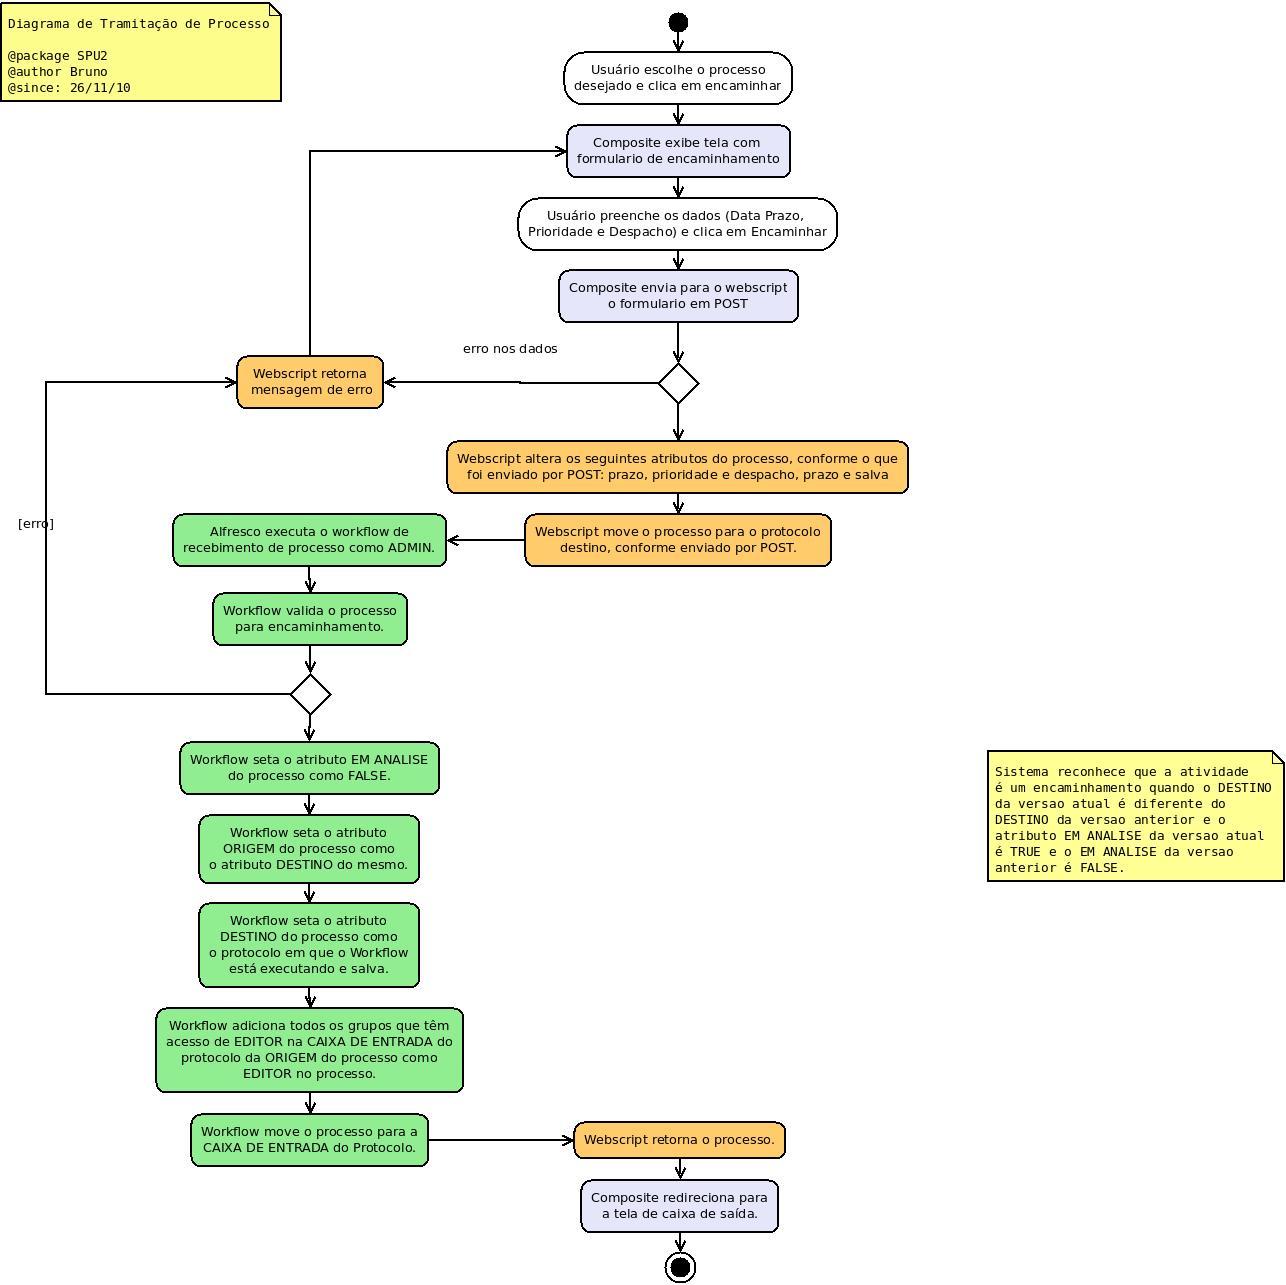 Diagrama de Tramitação de Processo
@package SPU2
@author Bruno
@since: 26/11/10
Usuário escolhe o processo
desejado e clica em encaminhar
Composite exibe tela com
formulario de encaminhamento
Usuário preenche os dados (Data Prazo,
Prioridade e Despacho) e clica em Encaminhar
Composite envia para o webscript
o formulario em POST
erro nos dados
Webscript retorna
mensagem de erro
Webscript altera os seguintes atributos do processo, conforme o que
foi enviado por POST: prazo, prioridade e despacho, prazo e salva
Webscript move o processo para o protocolo
destino, conforme enviado por POST.
Alfresco executa o workflow de
recebimento de processo como ADMIN.
[erro]
Workflow valida o processo
para encaminhamento.
Workflow seta o atributo EM ANALISE
do processo como FALSE.
Workflow seta o atributo
ORIGEM do processo como
o atributo DESTINO do mesmo.
Workflow seta o atributo
DESTINO do processo como
o protocolo em que o Workflow
está executando e salva.
Workflow adiciona todos os grupos que têm
acesso de EDITOR na CAIXA DE ENTRADA do
protocolo da ORIGEM do processo como
EDITOR no processo.
Workflow move o processo para a
CAIXA DE ENTRADA do Protocolo.
Webscript retorna o processo.
Composite redireciona para
a tela de caixa de saída.
Sistema reconhece que a atividade
é um encaminhamento quando o DESTINO
da versao atual é diferente do
DESTINO da versao anterior e o
atributo EM ANALISE da versao atual
é TRUE e o EM ANALISE da versao
anterior é FALSE.